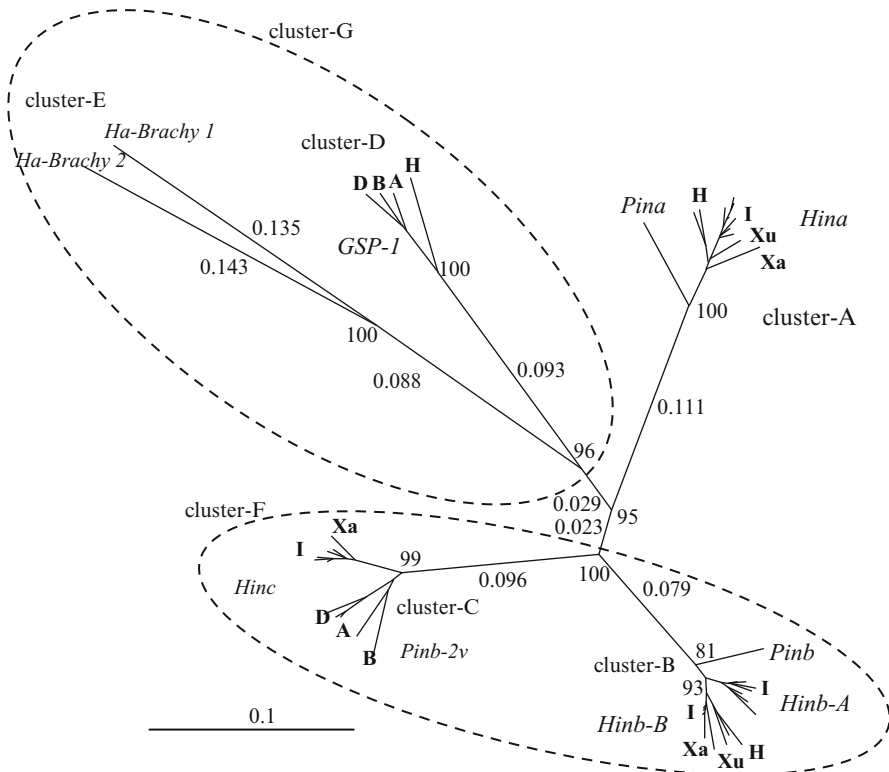 cluster-G
cluster-E
Ha-Brachy 1
Ha-Brachy 2
cluster-D
H
D B A
GSP-1
0.135
0.143
100
100
0.088
0.093
96
Pina
H
I
Hina
Xu
Xa
100
cluster-A
0.111
0.029
0.023
95
cluster-F
Xa
I
99
Hinc
0.096
100
0.079
D
A
cluster-C
B
Pinb-2v
81
Pinb
cluster-B
93
I
Hinb-A
I
Hinb-B
Xa
Xu
H
0.1